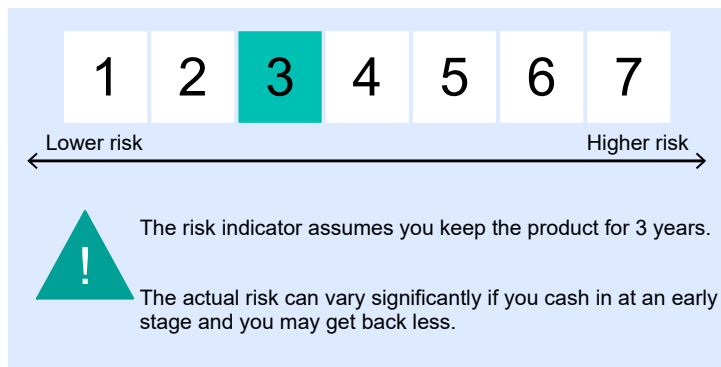 1 2 3 4 5 6 7
Lower risk Higher risk
The risk indicator assumes you keep the product for 3 years.
!
The actual risk can vary significantly if you cash in at an early
stage and you may get back less.